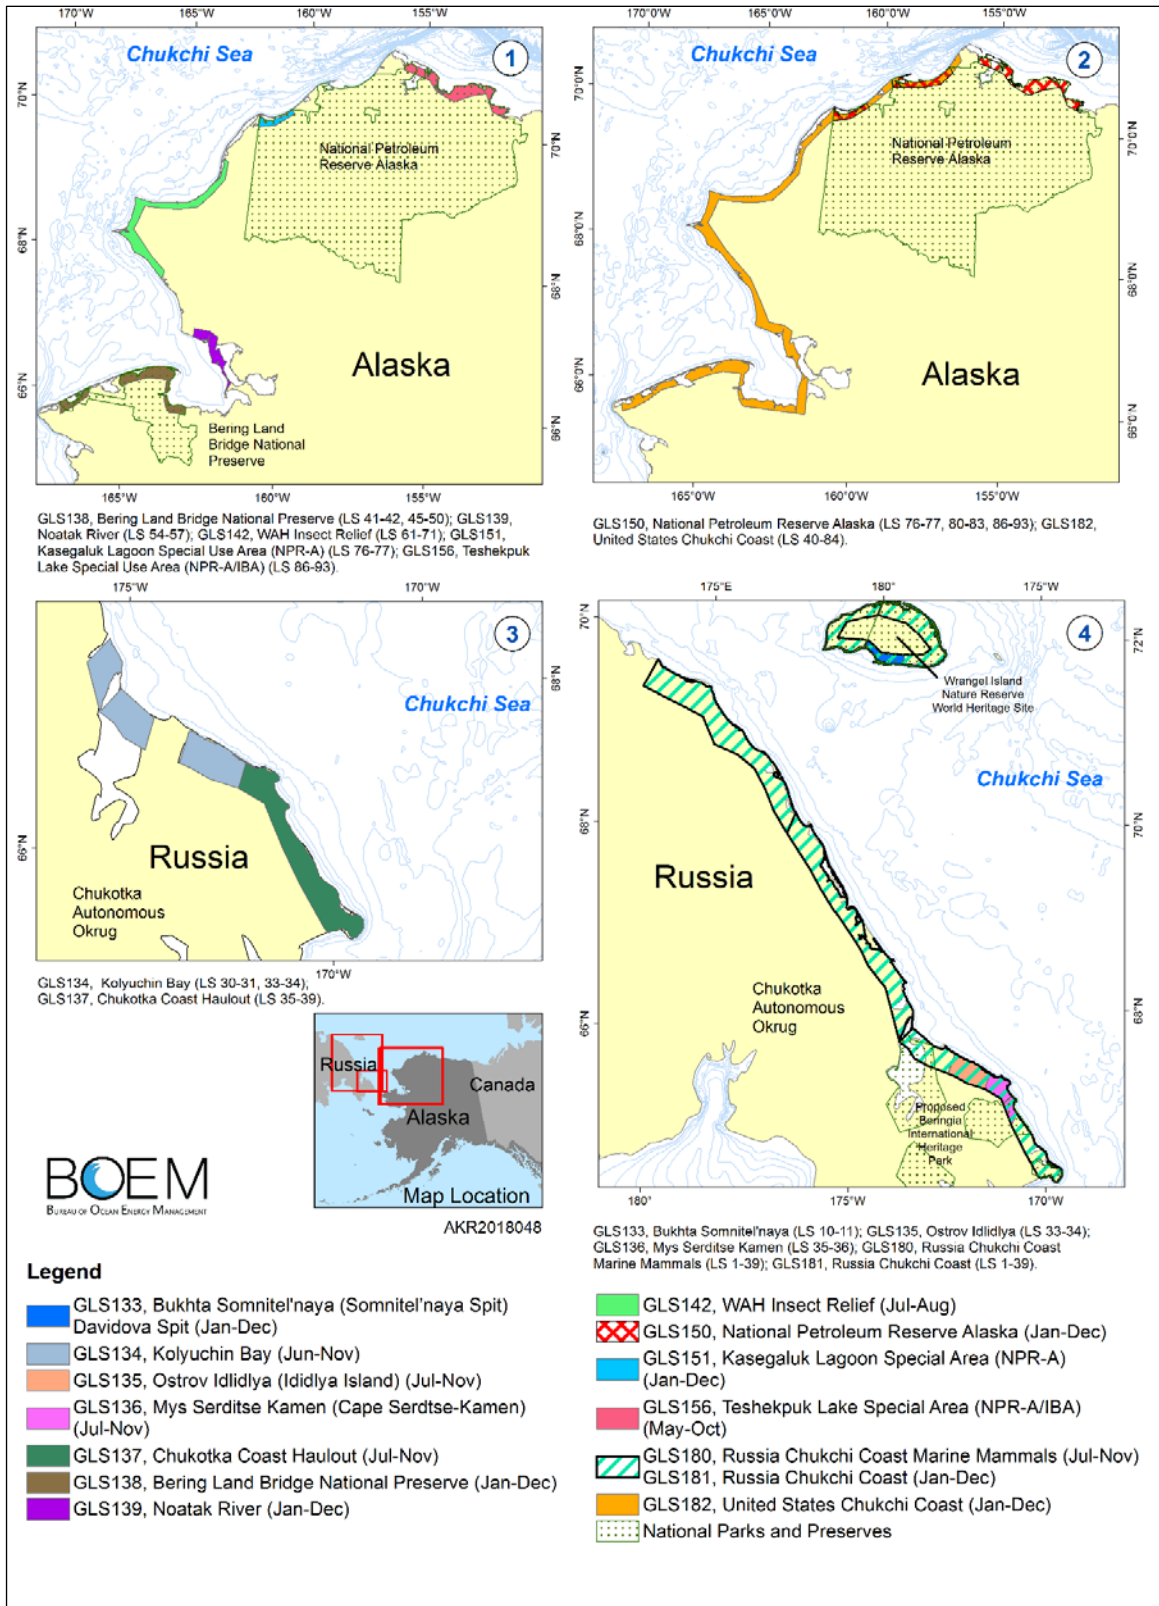 170°W 165°W 160°W 155°W
Chukchi Sea
1
70°N
70°N
National Petroleum
Reserve Alaska
68°N
68°N
Alaska
66°N
66°N
Bering Land
Bridge National
Preserve
165°W 160°W 155°W
GLS138, Bering Land Bridge National Preserve (LS 41-42, 45-50); GLS139,
Noatak River (LS 54-57); GLS142, WAH Insect Relief (LS 61-71); GLS151,
Kasegaluk Lagoon Special Use Area (NPR-A) (LS 76-77); GLS156, Teshekpuk
Lake Special Use Area (NPR-A/IBA) (LS 86-93).
170°W 165°W 160°W 155°W
Chukchi Sea
2
70°0'N
70°0'N
National Petroleum
Reserve Alaska
68°0'N
68°0'N
Alaska
66°0'N
66°0'N
165°0'W 160°0'W 155°0'W
GLS150, National Petroleum Reserve Alaska (LS 76-77, 80-83, 86-93); GLS182,
United States Chukchi Coast (LS 40-84).
175°W 170°W
3
68°N
Chukchi Sea
66°N
Russia
Chukotka
Autonomous
Okrug
170°W
GLS134, Kolyuchin Bay (LS 30-31, 33-34),
GLS137, Chukotka Coast Haulout (LS 35-39).
175°E 180° 175°W
70°N
4
72°N
Wrangel Island
Nature Reserve
World Heritage Site
Chukchi Sea
68°N
70°N
Russia
Chukotka
Autonomous
Okrug
66°N
68°N
Proposed
Beringia
International
Heritage
Park
180° 175°W 170°W
GLS133, Bukhta Somnitel'naya (LS 10-11); GLS135, Ostrov Idlidlya (LS 33-34);
GLS136, Mys Serditse Kamen (LS 35-36); GLS180, Russia Chukchi Coast
Marine Mammals (LS 1-39); GLS181, Russia Chukchi Coast (LS 1-39).
Russia
Canada
Alaska
Map Location
AKR2018048
BOEM
BUREAU OF OCEAN ENERGY MANAGEMENT
Legend
GLS133, Bukhta Somnitel'naya (Somnitel'naya Spit)
Davidova Spit (Jan-Dec)
GLS134, Kolyuchin Bay (Jun-Nov)
GLS135, Ostrov Idlidlya (Ididlya Island) (Jul-Nov)
GLS136, Mys Serditse Kamen (Cape Serdtse-Kamen)
(Jul-Nov)
GLS137, Chukotka Coast Haulout (Jul-Nov)
GLS138, Bering Land Bridge National Preserve (Jan-Dec)
GLS139, Noatak River (Jan-Dec)
GLS142, WAH Insect Relief (Jul-Aug)
GLS150, National Petroleum Reserve Alaska (Jan-Dec)
GLS151, Kasegaluk Lagoon Special Area (NPR-A)
(Jan-Dec)
GLS156, Teshekpuk Lake Special Area (NPR-A/IBA)
(May-Oct)
GLS180, Russia Chukchi Coast Marine Mammals (Jul-Nov)
GLS181, Russia Chukchi Coast (Jan-Dec)
GLS182, United States Chukchi Coast (Jan-Dec)
National Parks and Preserves